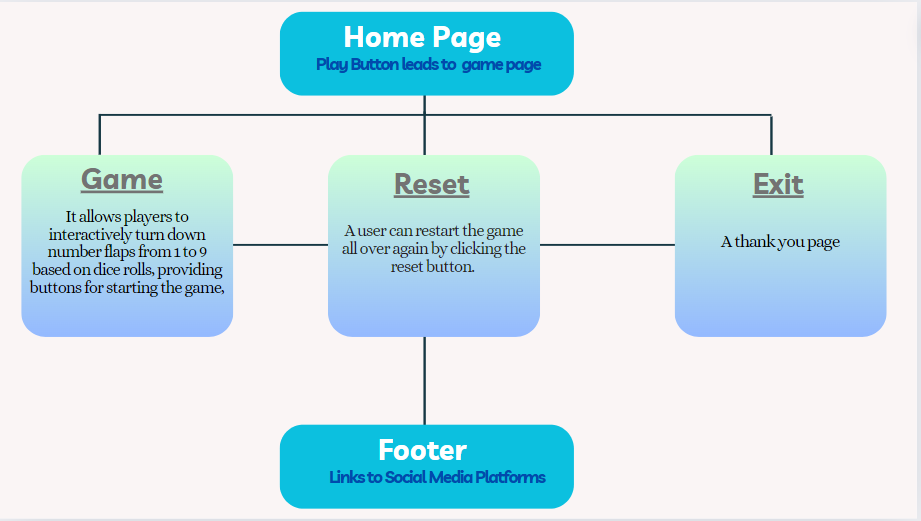 Home Page
Play Button leads to game page
Game
It allows players to
interactively turn down
number flaps from 1 to 9
based on dice rolls, providing
buttons for starting the game,
Reset
A user can restart the game
all over again by clicking the
reset button.
Exit
A thank you page
Footer
Links to Social Media Platforms